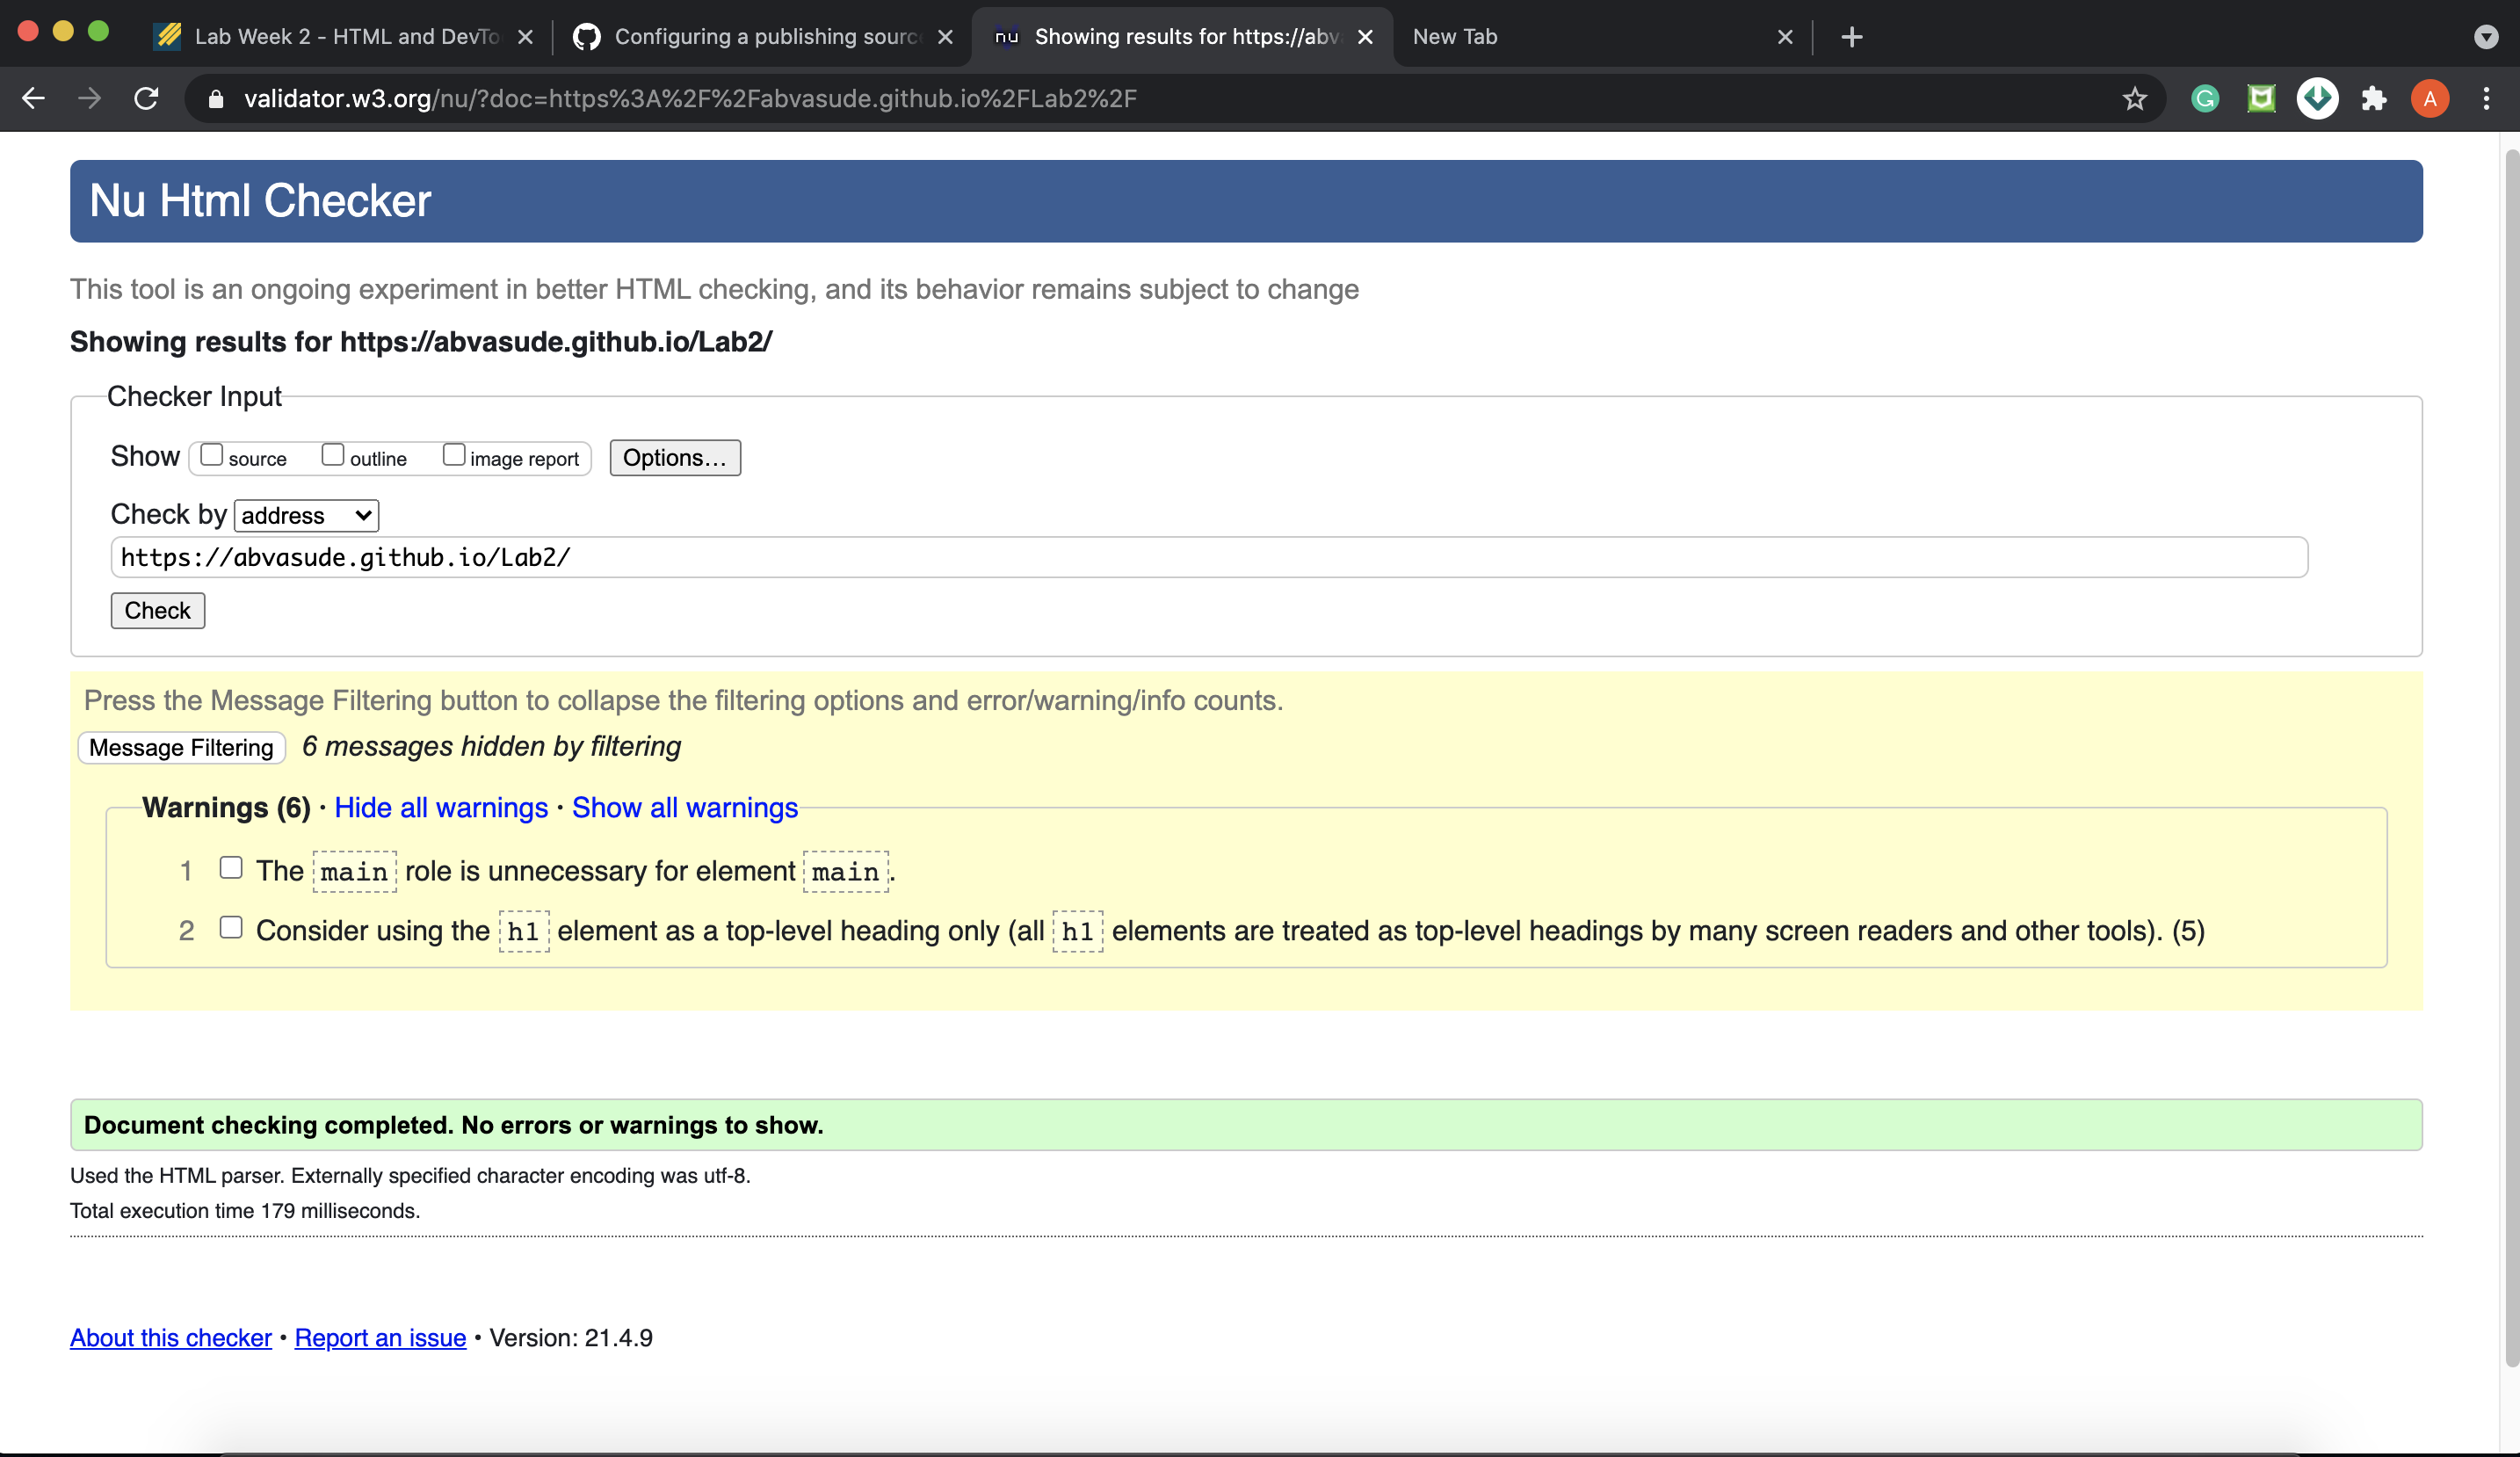 Lab Week 2 - HTML and DevTo
Configuring a publishing sourc
nu Showing results for https://abv
New Tab
validator.w3.org/nu/?doc=https%3A%2F%2Fabvasude.github.io%2FLab2%2F
A
Nu Html Checker
This tool is an ongoing experiment in better HTML checking, and its behavior remains subject to change
Showing results for https://abvasude.github.io/Lab2/
Checker Input
Show source outline image report Options…
Check by address
https://abvasude.github.io/Lab2/
Check
Press the Message Filtering button to collapse the filtering options and error/warning/info counts.
Message Filtering 6 messages hidden by filtering
Warnings (6) · Hide all warnings · Show all warnings
1 The main role is unnecessary for element main.
2 Consider using the h1 element as a top-level heading only (all h1 elements are treated as top-level headings by many screen readers and other tools). (5)
Document checking completed. No errors or warnings to show.
Used the HTML parser. Externally specified character encoding was utf-8.
Total execution time 179 milliseconds.
About this checker • Report an issue • Version: 21.4.9